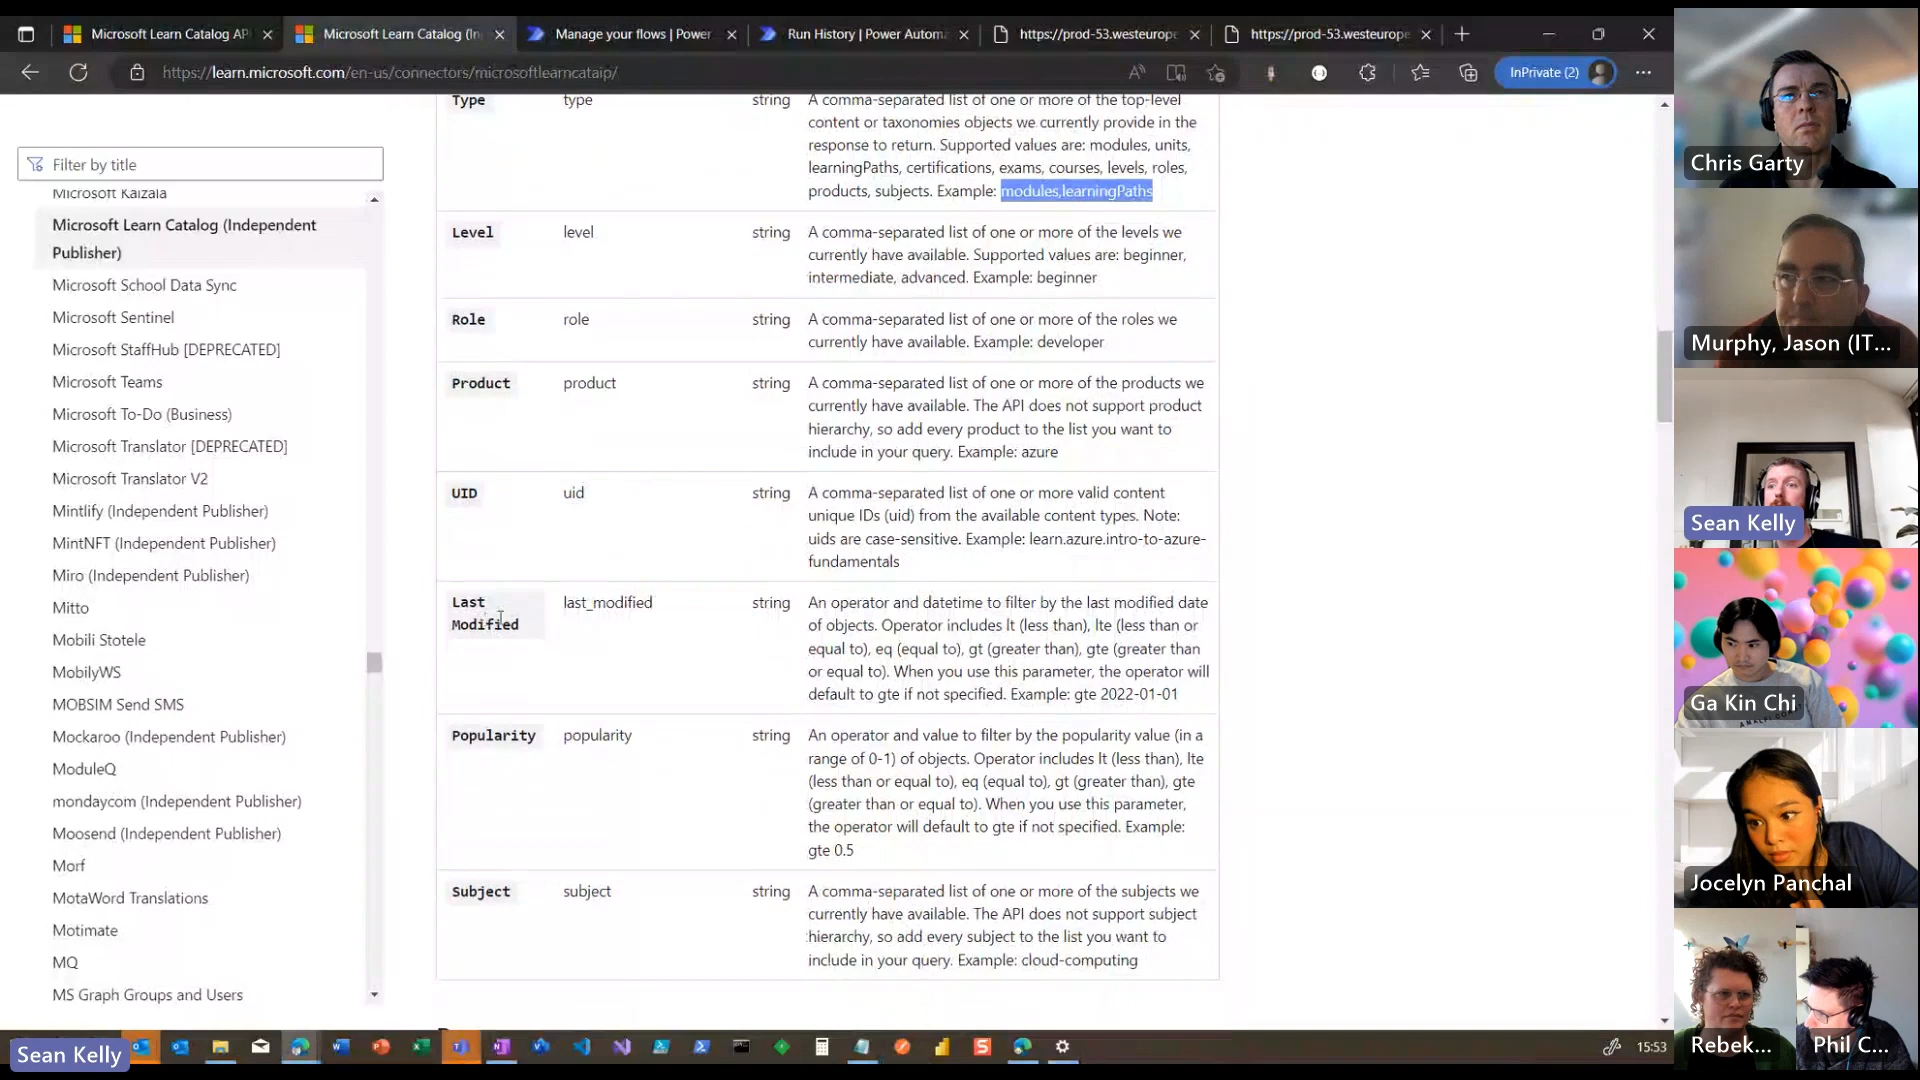 Microsoft Learn Catalog AP
Microsoft Learn Catalog (In
Manage your flows | Power
Run History | Power Autom
https://prod-53.westeurope
https://prod-53.westeurope
https://learn.microsoft.com/en-us/connectors/microsoftlearncataip/
InPrivate (2)
Filter by title
Microsoft Kaizala
Microsoft Learn Catalog (Independent
Publisher)
Microsoft School Data Sync
Microsoft Sentinel
Microsoft StaffHub [DEPRECATED]
Microsoft Teams
Microsoft To-Do (Business)
Microsoft Translator [DEPRECATED]
Microsoft Translator V2
Mintlify (Independent Publisher)
MintNFT (Independent Publisher)
Miro (Independent Publisher)
Mitto
Mobili Stotele
MobilyWS
MOBSIM Send SMS
Mockaroo (Independent Publisher)
ModuleQ
mondaycom (Independent Publisher)
Moosend (Independent Publisher)
Morf
MotaWord Translations
Motimate
MQ
MS Graph Groups and Users
Type type string A comma-separated list of one or more of the top-level
content or taxonomies objects we currently provide in the
response to return. Supported values are: modules, units,
learningPaths, certifications, exams, courses, levels, roles,
products, subjects. Example: modules,learningPaths
Level level string A comma-separated list of one or more of the levels we
currently have available. Supported values are: beginner,
intermediate, advanced. Example: beginner
Role role string A comma-separated list of one or more of the roles we
currently have available. Example: developer
Product product string A comma-separated list of one or more of the products we
currently have available. The API does not support product
hierarchy, so add every product to the list you want to
include in your query. Example: azure
UID uid string A comma-separated list of one or more valid content
unique IDs (uid) from the available content types. Note:
uids are case-sensitive. Example: learn.azure.intro-to-azure-
fundamentals
Last last_modified string An operator and datetime to filter by the last modified date
Modified of objects. Operator includes lt (less than), lte (less than or
equal to), eq (equal to), gt (greater than), gte (greater than
or equal to). When you use this parameter, the operator will
default to gte if not specified. Example: gte 2022-01-01
Popularity popularity string An operator and value to filter by the popularity value (in a
range of 0-1) of objects. Operator includes lt (less than), lte
(less than or equal to), eq (equal to), gt (greater than), gte
(greater than or equal to). When you use this parameter,
the operator will default to gte if not specified. Example:
gte 0.5
Subject subject string A comma-separated list of one or more of the subjects we
currently have available. The API does not support subject
hierarchy, so add every subject to the list you want to
include in your query. Example: cloud-computing
Chris Garty
Murphy, Jason (IT...
Sean Kelly
Ga Kin Chi
Jocelyn Panchal
Rebek...
Phil C...
Sean Kelly
15:53